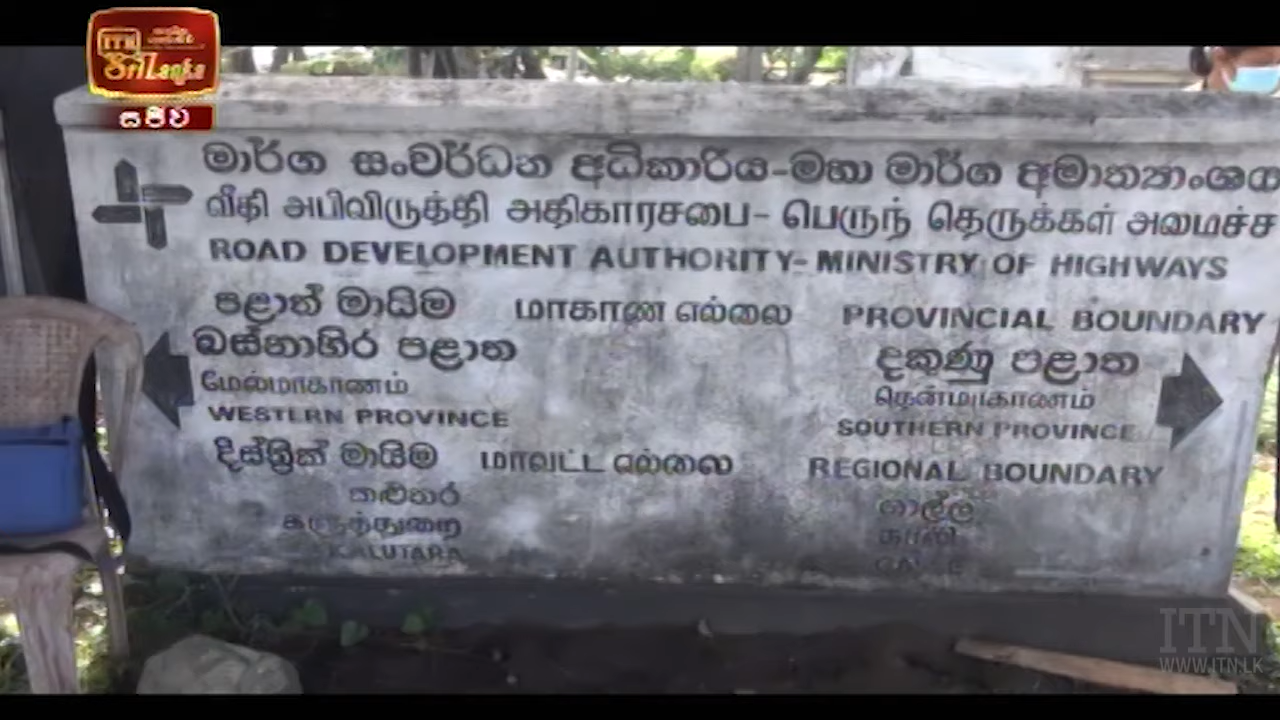 ITN
Sri Lanka
සජීව
මාර්ග සංවර්ධන අධිකාරිය-මහා මාර්ග අමාත්‍යාංශය
வீதி அபிவிருத்தி அதிகாரசபை- பெருந் தெருக்கள் அமைச்ச
ROAD DEVELOPMENT AUTHORITY- MINISTRY OF HIGHWAYS
පළාත් මායිම மாகாண எல்லை PROVINCIAL BOUNDARY
බස්නාහිර පළාත දකුණු පළාත
மேல்மாகாணம் தென்மாகாணம்
WESTERN PROVINCE SOUTHERN PROVINCE
දිස්ත්‍රික් මායිම மாவட்ட எல்லை REGIONAL BOUNDARY
කළුතර ගාල්ල
களுத்துறை காலி
KALUTARA GALLE
ITN
WWW.ITN.LK